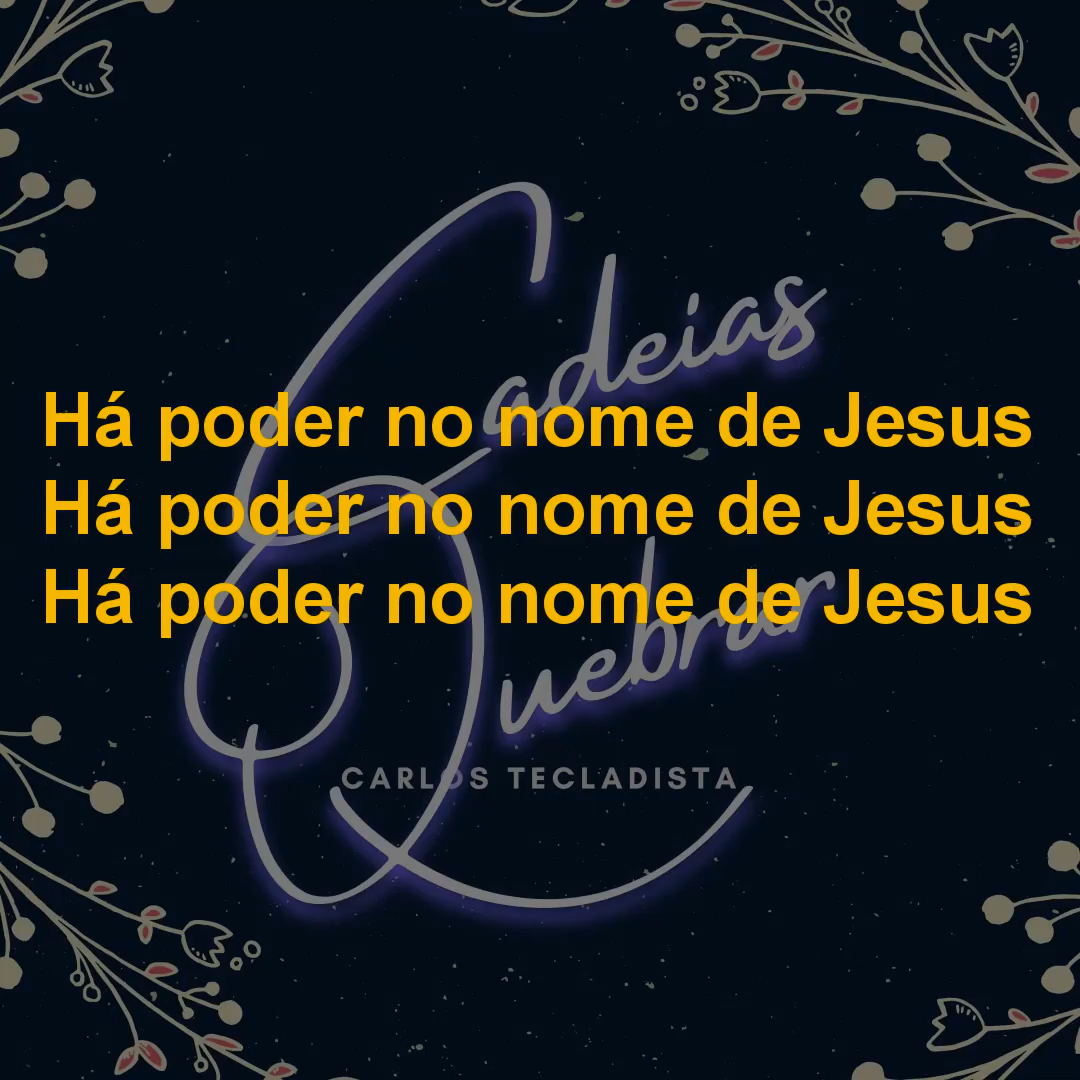 Cadeias
Há poder no nome de Jesus
Há poder no nome de Jesus
Há poder no nome de Jesus
Quebrar
CARLOS TECLADISTA